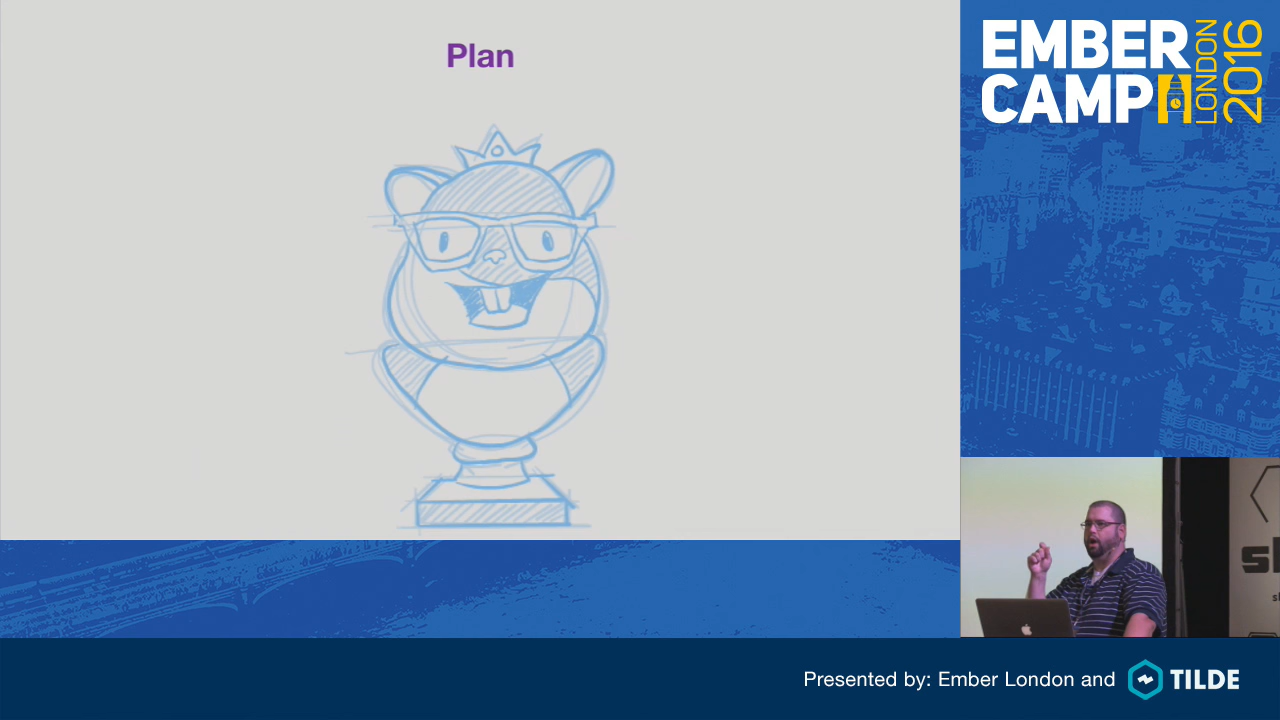 Plan
EMBER
CAMP
LONDON
2016
Presented by: Ember London and
TILDE